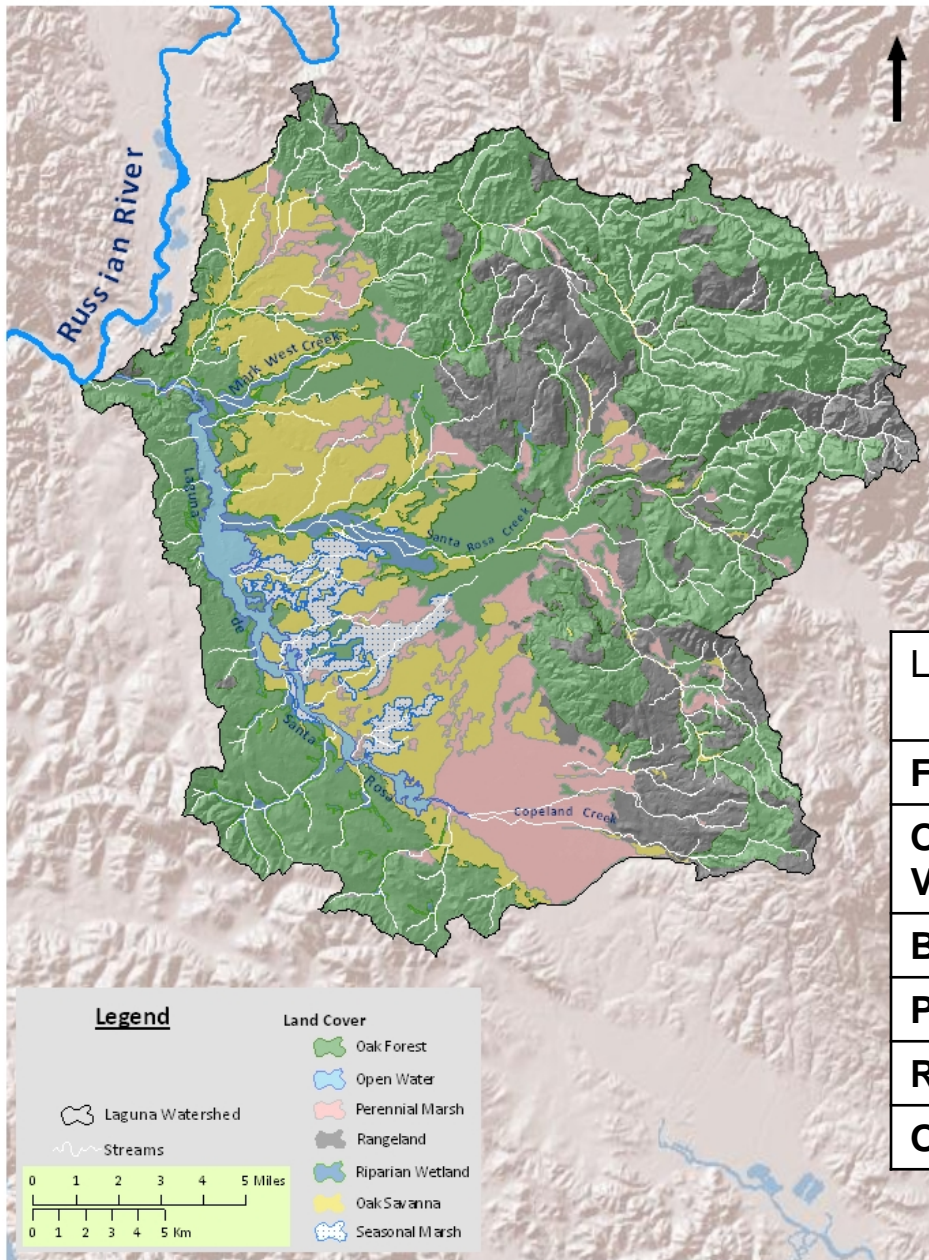 Russian River
Mark West Creek
Laguna
de
Santa
Rosa
Santa Rosa Creek
Copeland Creek
L
F
C
V
B
P
R
C
Legend
Laguna Watershed
Streams
0 1 2 3 4 5 Miles
0 1 2 3 4 5 Km
Land Cover
Oak Forest
Open Water
Perennial Marsh
Rangeland
Riparian Wetland
Oak Savanna
Seasonal Marsh